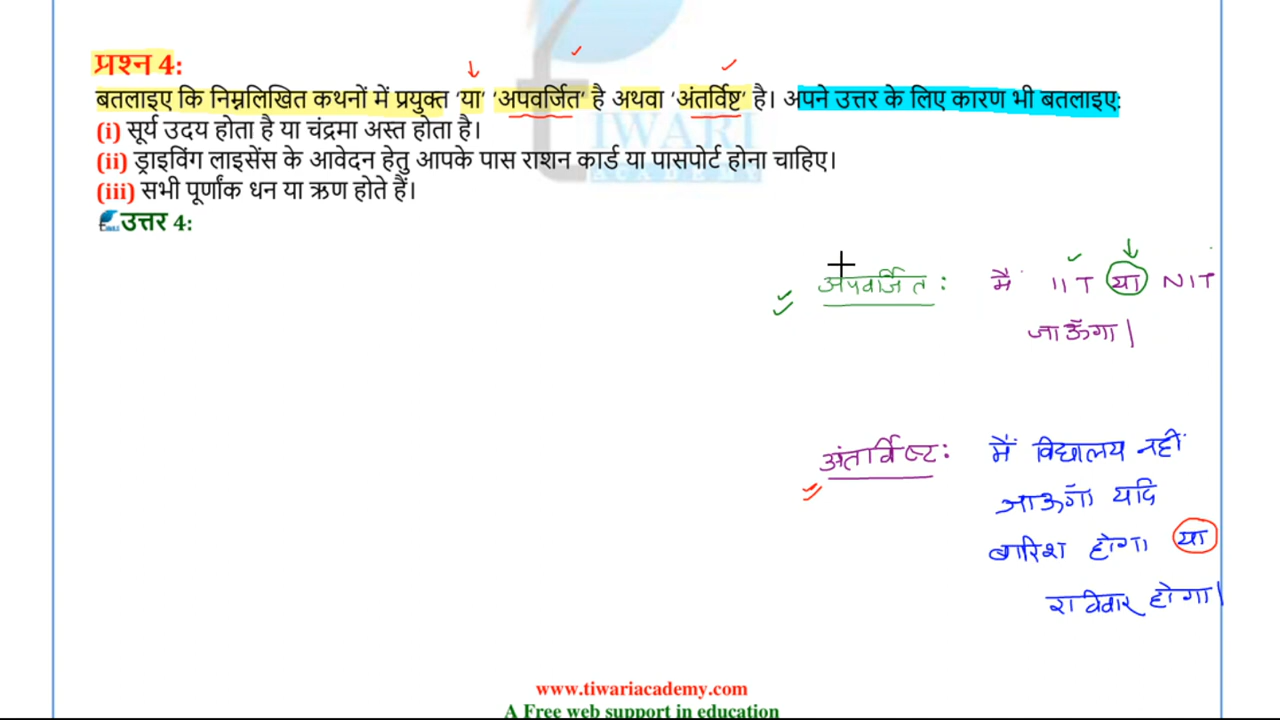 प्रश्न 4:
बतलाइए कि निम्नलिखित कथनों में प्रयुक्त ‘या’ ‘अपवर्जित’ है अथवा ‘अंतर्विष्ट’ है। अपने उत्तर के लिए कारण भी बतलाइए:
(i) सूर्य उदय होता है या चंद्रमा अस्त होता है।
(ii) ड्राइविंग लाइसेंस के आवेदन हेतु आपके पास राशन कार्ड या पासपोर्ट होना चाहिए।
(iii) सभी पूर्णांक धन या ऋण होते हैं।
उत्तर 4:
IWARI
ACADEMY
अपवर्जित : मैं IIT या NIT
जाऊँगा|
अंतर्विष्ट : मैं विद्यालय नहीं
जाऊँगा यदि
बारिश होगा या
रविवार होगा|
www.tiwariacademy.com
A Free web support in education